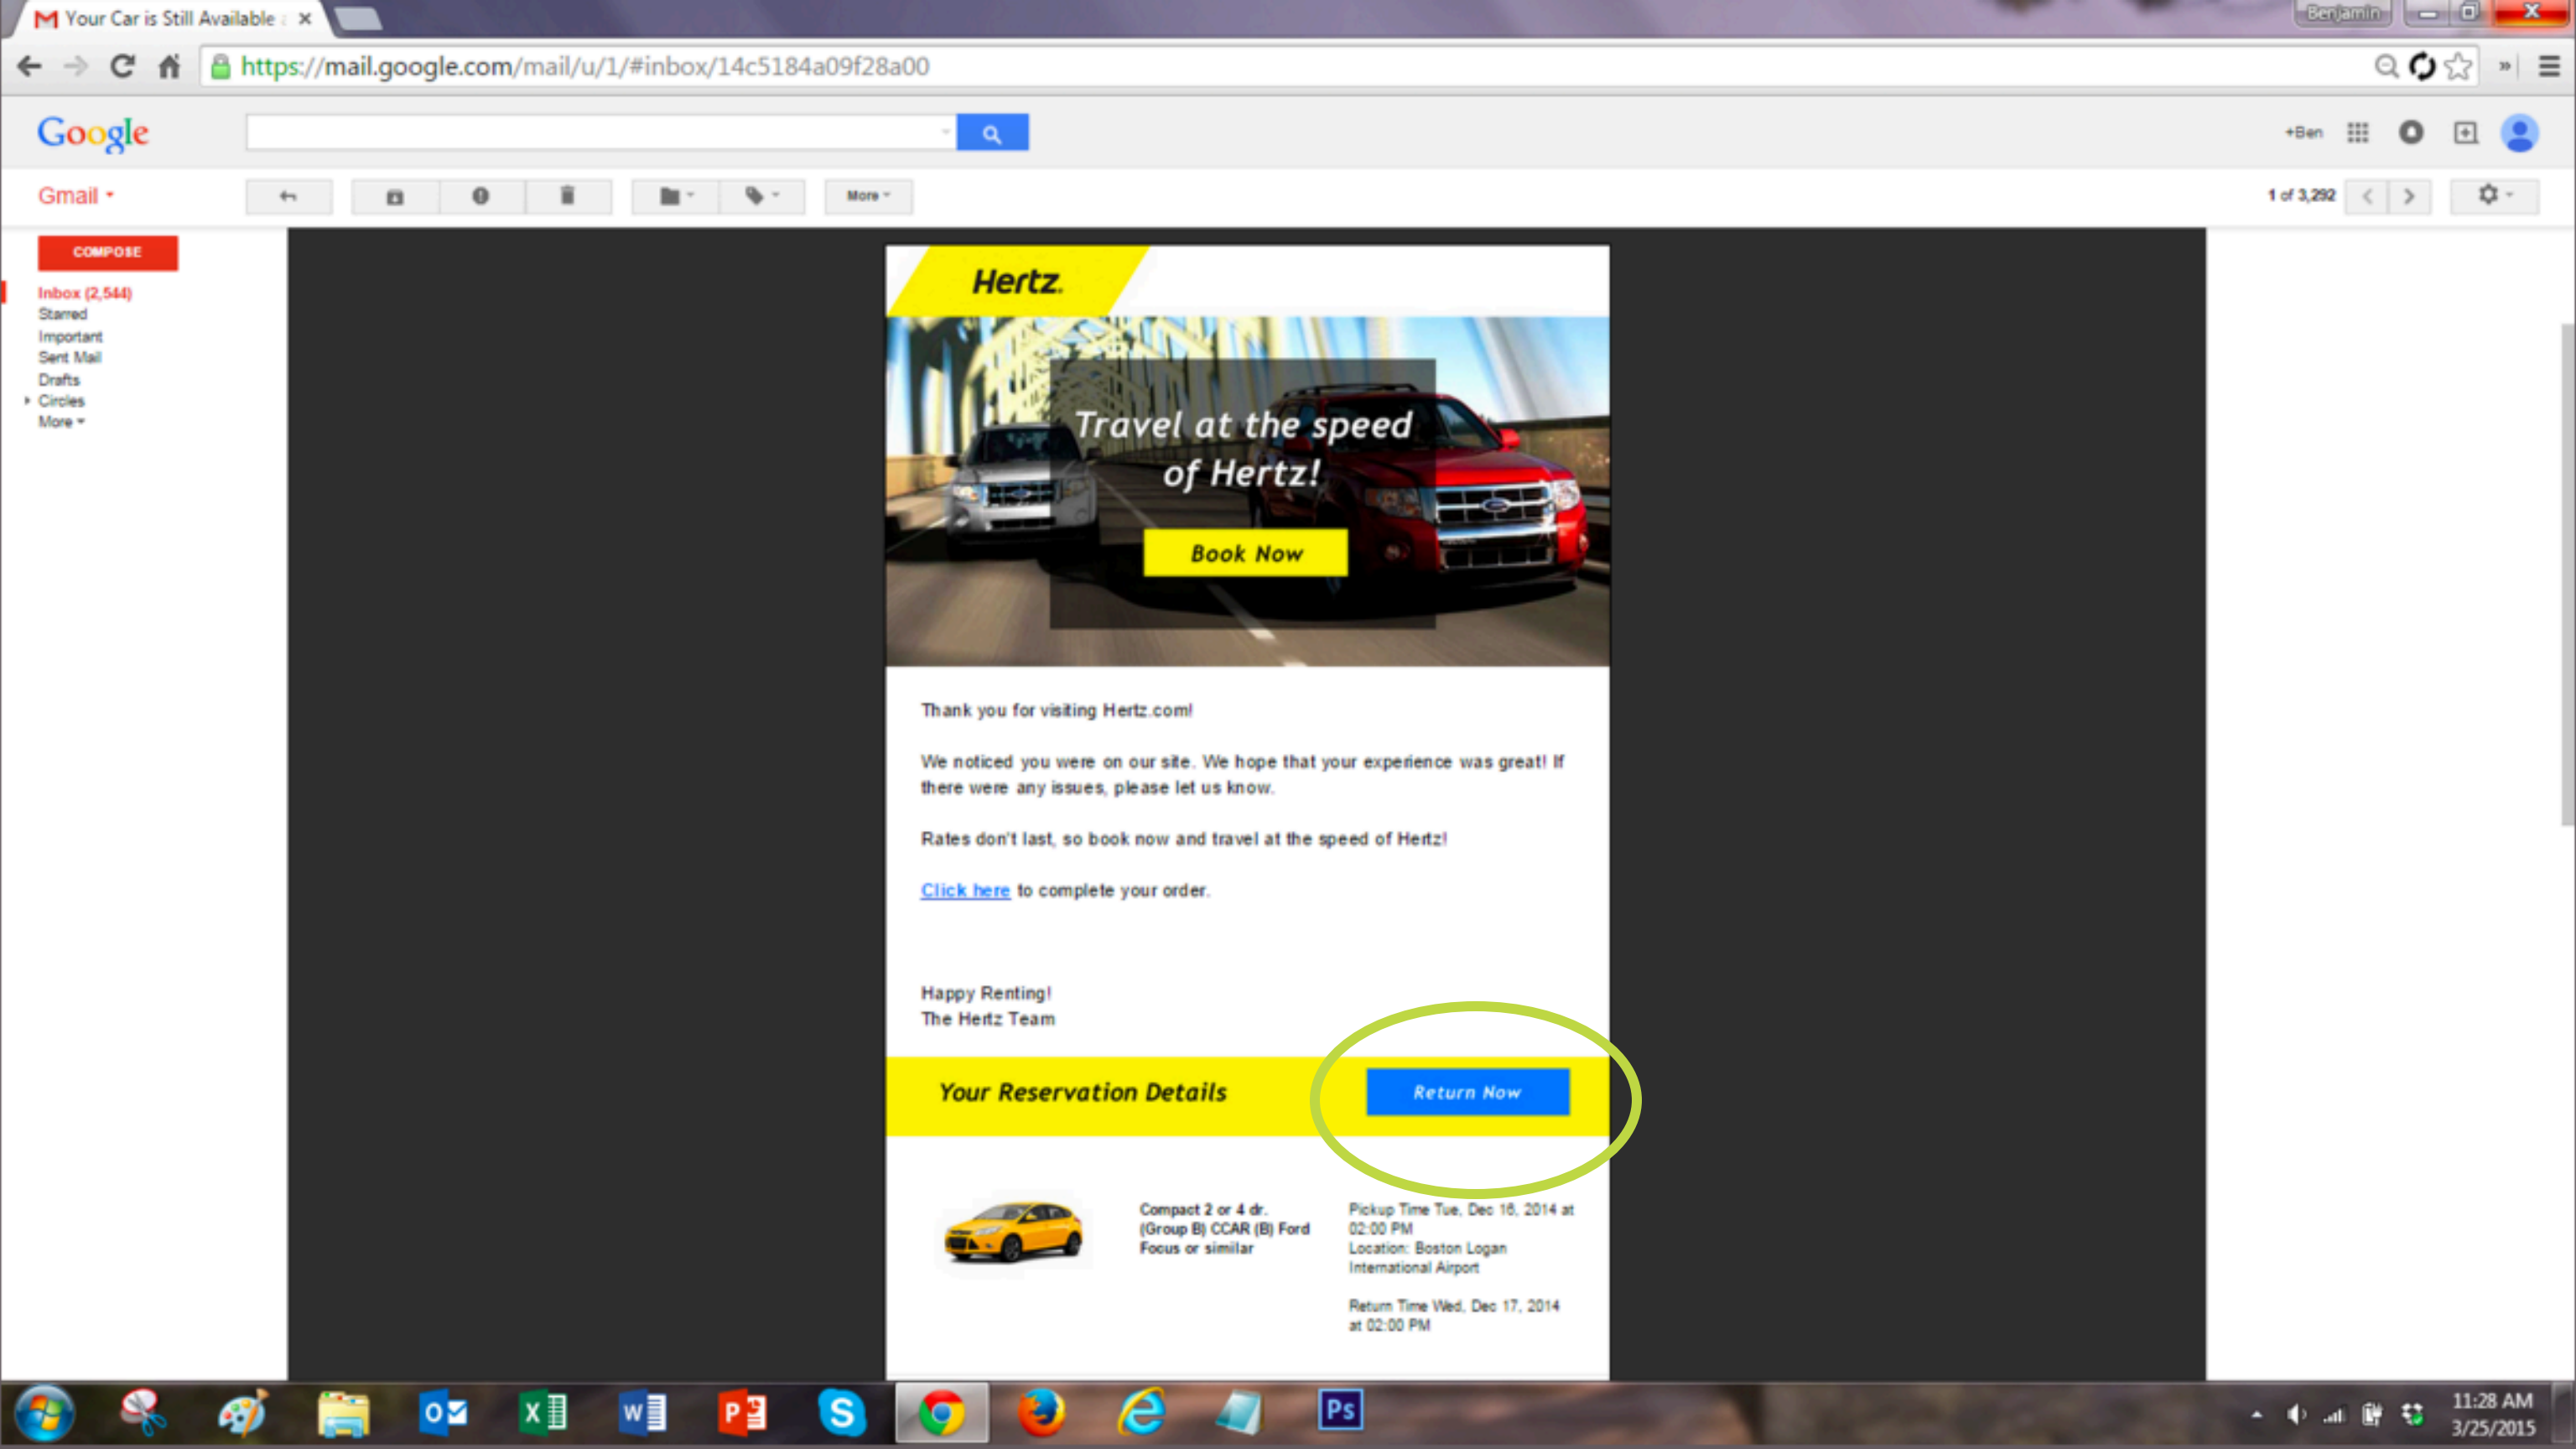 Your Car is Still Available
Benjamin
https://mail.google.com/mail/u/1/#inbox/14c5184a09f28a00
Google
+Ben
Gmail
More
1 of 3,292
COMPOSE
Inbox (2,544)
Starred
Important
Sent Mail
Drafts
Circles
More
Hertz.
Travel at the speed
of Hertz!
Book Now
Thank you for visiting Hertz.com!
We noticed you were on our site. We hope that your experience was great! If
there were any issues, please let us know.
Rates don't last, so book now and travel at the speed of Hertz!
Click here to complete your order.
Happy Renting!
The Hertz Team
Your Reservation Details
Return Now
Compact 2 or 4 dr.
(Group B) CCAR (B) Ford
Focus or similar
Pickup Time Tue, Dec 16, 2014 at
02:00 PM
Location: Boston Logan
International Airport
Return Time Wed, Dec 17, 2014
at 02:00 PM
Ps
11:28 AM
3/25/2015